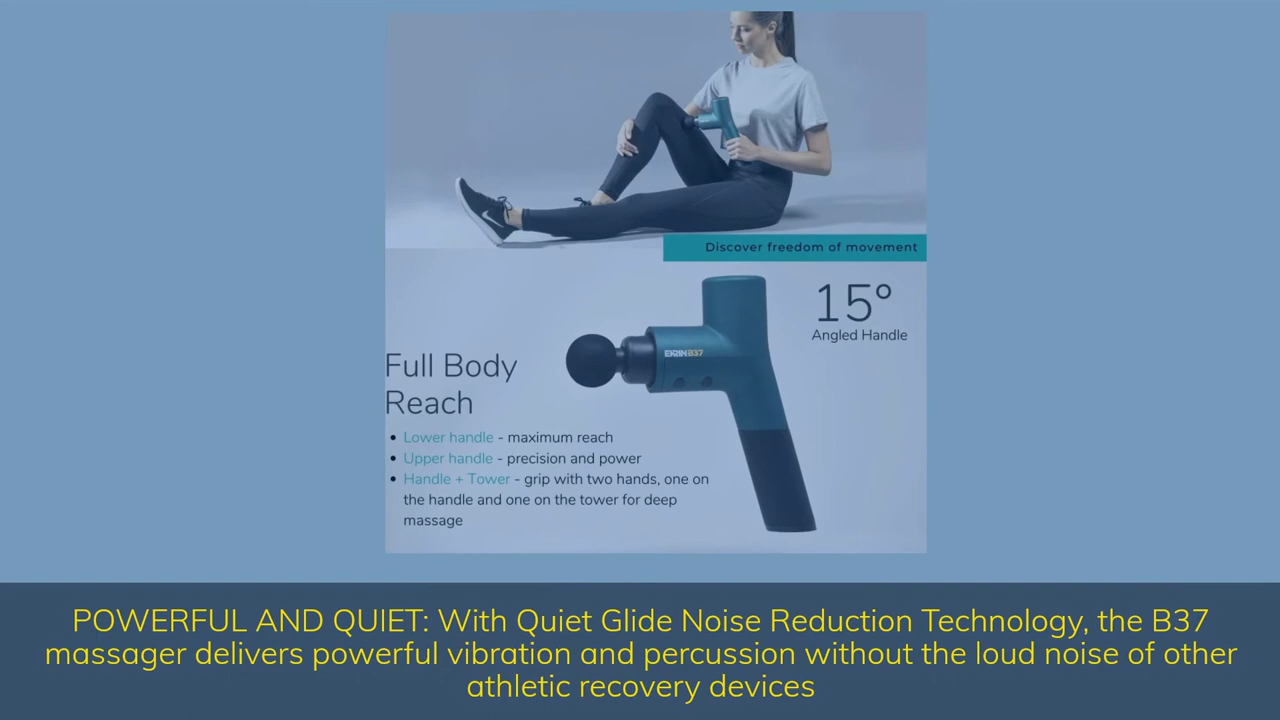 Discover freedom of movement
15°
Angled Handle
EKRIN B37
Full Body
Reach
• Lower handle - maximum reach
• Upper handle - precision and power
• Handle + Tower - grip with two hands, one on
the handle and one on the tower for deep
massage
POWERFUL AND QUIET: With Quiet Glide Noise Reduction Technology, the B37
massager delivers powerful vibration and percussion without the loud noise of other
athletic recovery devices